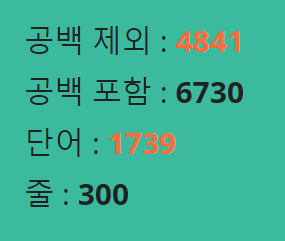 공백 제외 : 4841
공백 포함 : 6730
단어 : 1739
줄 : 300